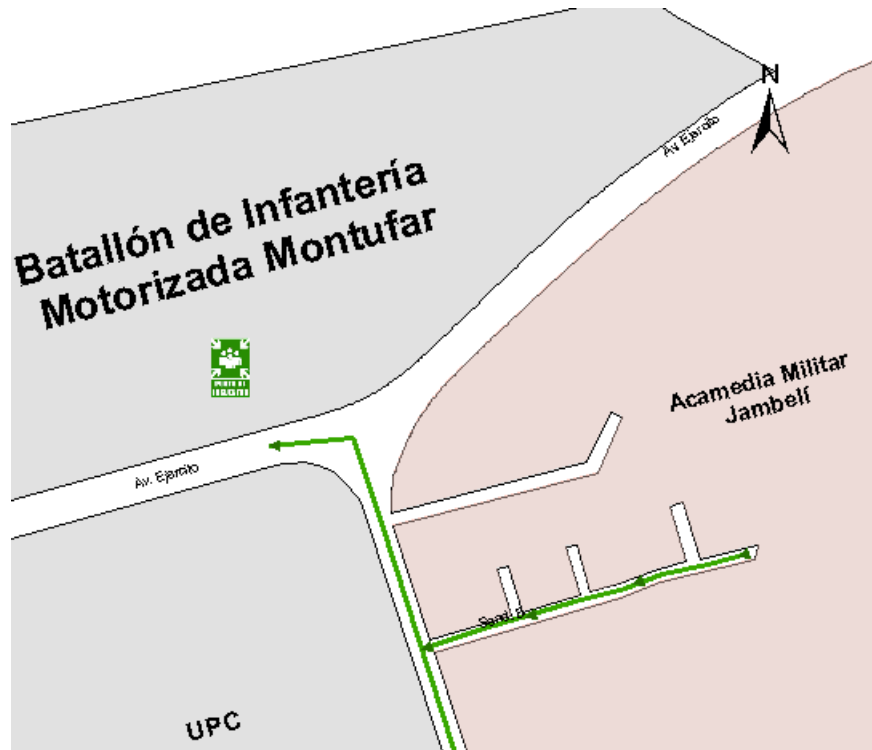 N
Av. Ejercito
Batallón de Infantería
Motorizada Montufar
Acamedia Militar
Jambelí
Av. Ejercito
UPC